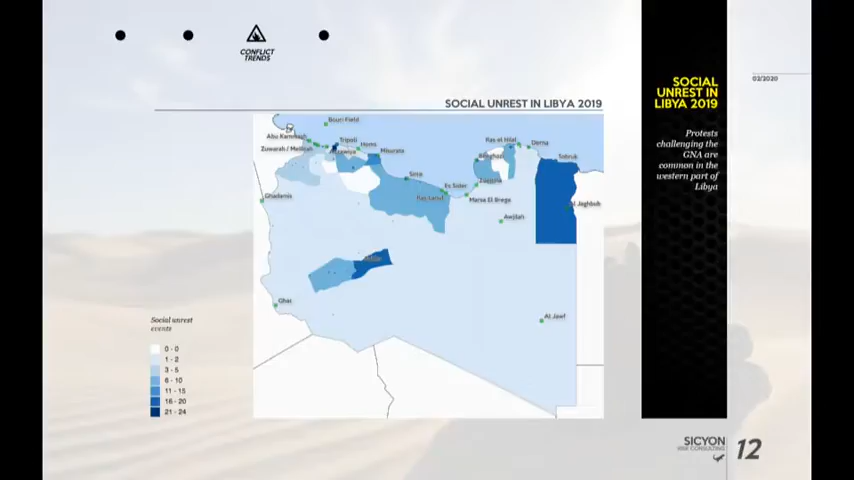 CONFLICT
TRENDS
SOCIAL UNREST IN LIBYA 2019
Bouri Field
Abu Kammash
Tripoli
Zuwarah / Mellitah
Homs
Misurata
Ghadamis
Sirte
Es Sider
Ras Lanuf
Marsa El Brega
Zuetina
Benghazi
Ras et Hilal
Derna
Tobruk
Al Jaghbub
Awjilah
Ghat
Al Jawf
Social unrest
events
0 - 0
1 - 2
3 - 5
6 - 10
11 - 15
16 - 20
21 - 24
SOCIAL
UNREST IN
LIBYA 2019
Protests
challenging the
GNA are
common in the
western part of
Libya
02/2020
SICYON
12